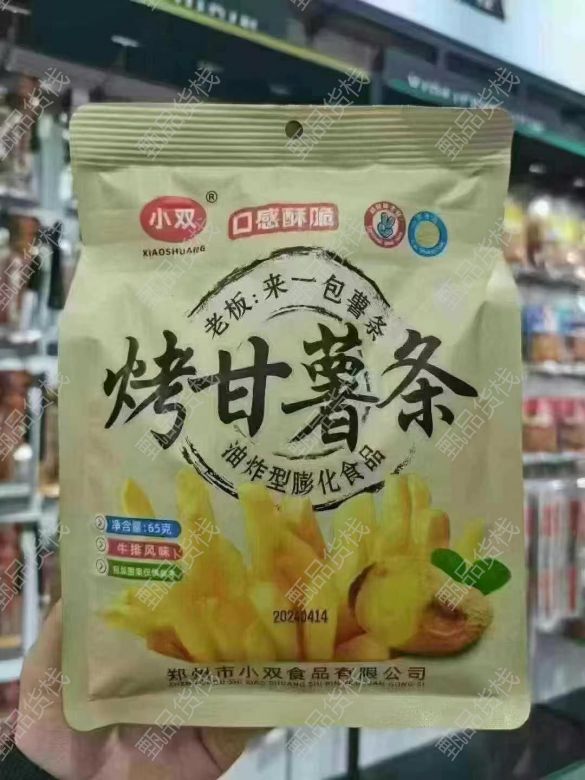 小双
®
XIAOSHUANG
口感酥脆
老板:来一包薯条
烤甘薯条
油炸型膨化食品
净含量:65克
牛排风味
20240414
郑州市小双食品有限公司
甄品货栈